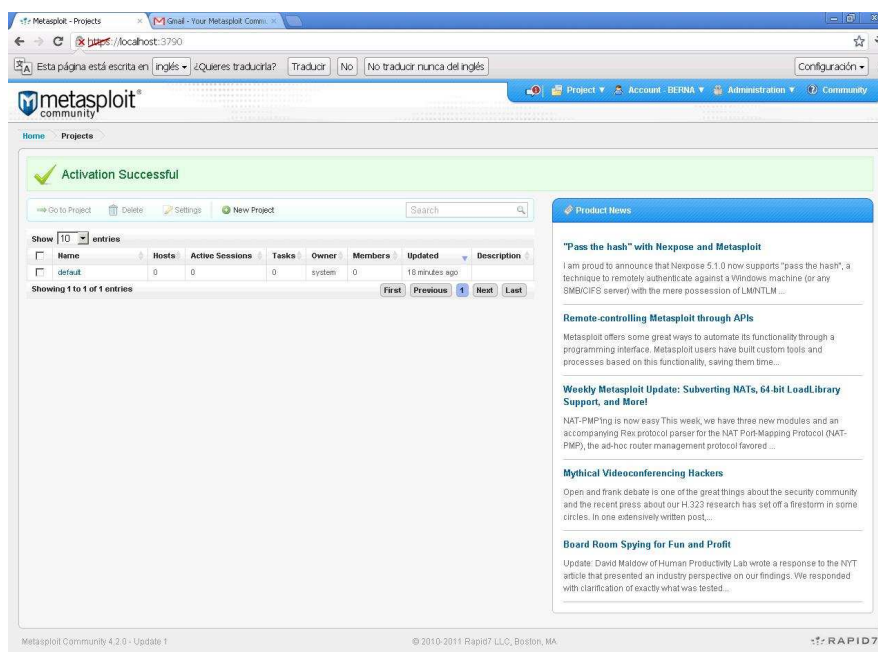 Metasploit - Projects
Gmail - Your Metasploit Commu
https://localhost:3790
Esta página está escrita en inglés ¿Quieres traducirla? Traducir No No traducir nunca del inglés Configuración
metasploit®
community
Project Account - BERNA Administration Community
Home Projects
Activation Successful
Go to Project Delete Settings New Project Search
Show 10 entries
Name Hosts Active Sessions Tasks Owner Members Updated Description
default 0 0 0 system 0 18 minutes ago
Showing 1 to 1 of 1 entries First Previous 1 Next Last
Product News
"Pass the hash" with Nexpose and Metasploit
I am proud to announce that Nexpose 5.1.0 now supports "pass the hash", a
technique to remotely authenticate against a Windows machine (or any
SMB/CIFS server) with the mere possession of LM/NTLM ...
Remote-controlling Metasploit through APIs
Metasploit offers some great ways to automate its functionality through a
programming interface. Metasploit users have built custom tools and
processes based on this functionality, saving them time...
Weekly Metasploit Update: Subverting NATs, 64-bit LoadLibrary
Support, and More!
NAT-PMP'ing is now easy This week, we have three new modules and an
accompanying Rex protocol parser for the NAT Port-Mapping Protocol (NAT-
PMP), the ad-hoc router management protocol favored ...
Mythical Videoconferencing Hackers
Open and frank debate is one of the great things about the security community
and the recent press about our H.323 research has set off a firestorm in some
circles. In one extensively written post,...
Board Room Spying for Fun and Profit
Update: David Maldow of Human Productivity Lab wrote a response to the NYT
article that presented an industry perspective on our findings. We responded
with clarification of exactly what was tested...
Metasploit Community 4.2.0 - Update 1
© 2010-2011 Rapid7 LLC, Boston, MA
RAPID7